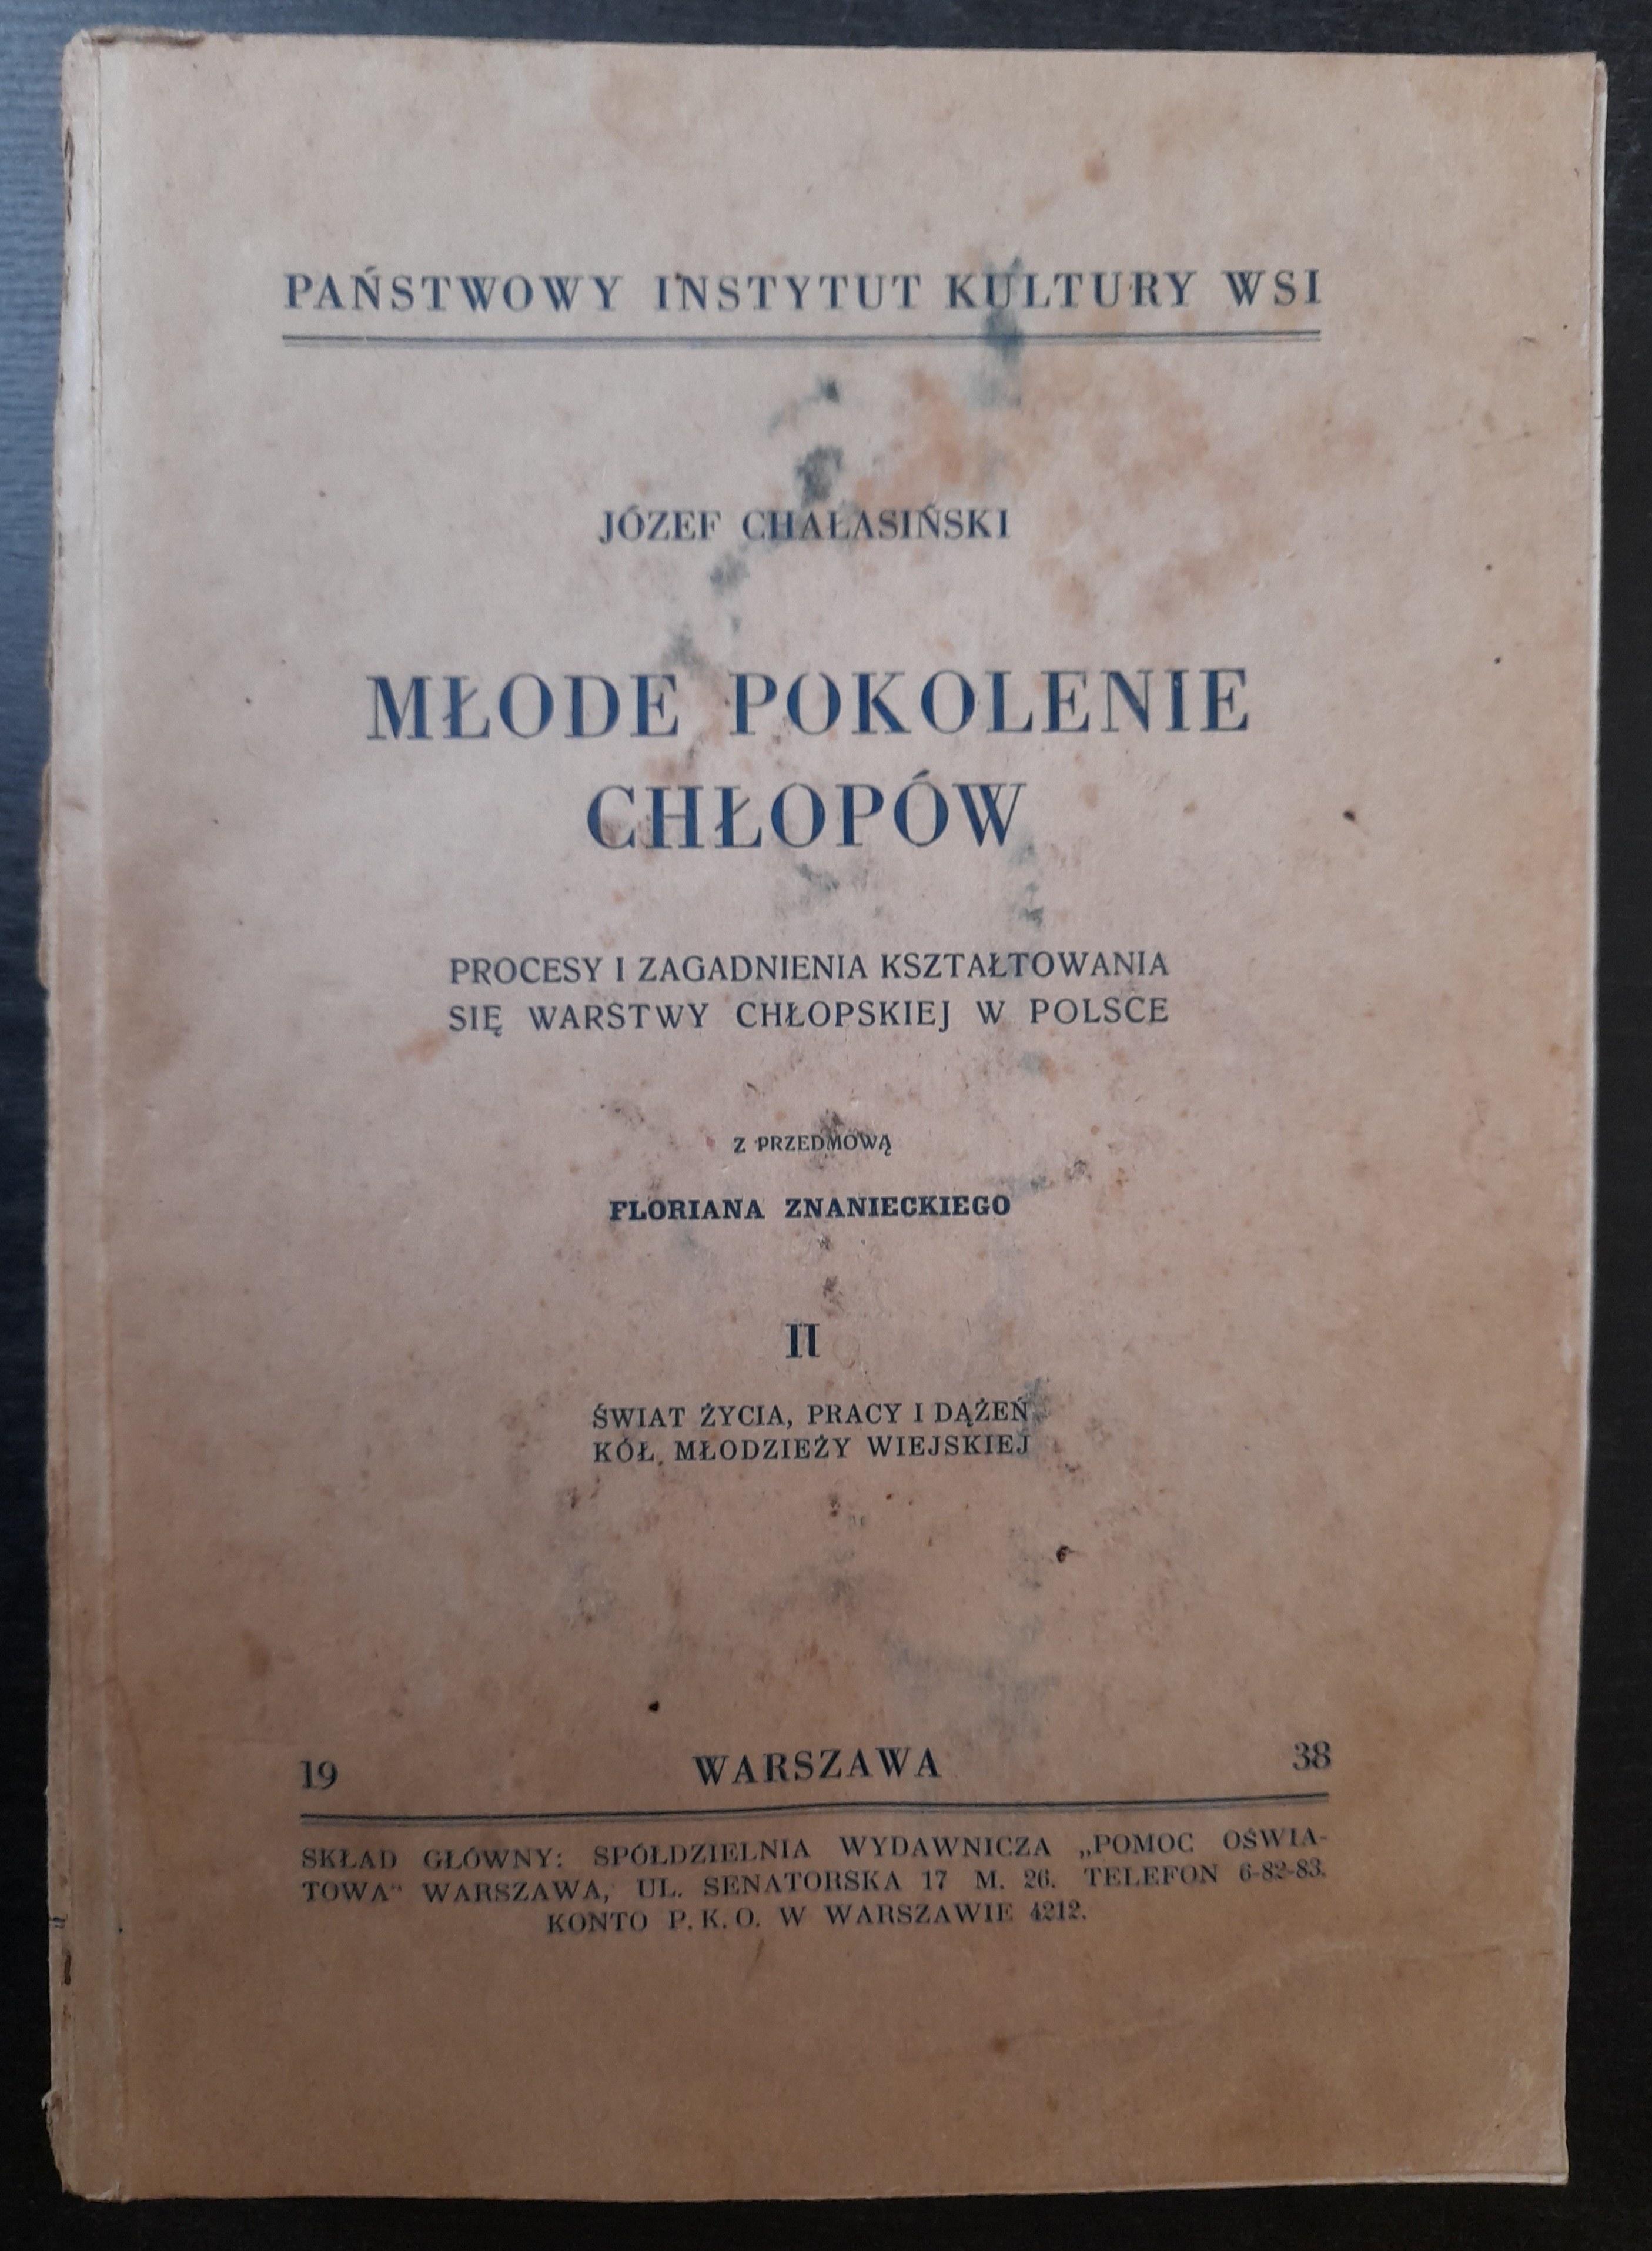 PAŃSTWOWY INSTYTUT KULTURY WSI
JÓZEF CHAŁASIŃSKI
MŁODE POKOLENIE
CHŁOPÓW
PROCESY I ZAGADNIENIA KSZTAŁTOWANIA
SIĘ WARSTWY CHŁOPSKIEJ W POLSCE
Z PRZEDMOWĄ
FLORIANA ZNANIECKIEGO
II
ŚWIAT ŻYCIA, PRACY I DĄŻEŃ
KÓŁ MŁODZIEŻY WIEJSKIEJ
19 WARSZAWA 38
SKŁAD GŁÓWNY: SPÓŁDZIELNIA WYDAWNICZA „POMOC OŚWIA-
TOWA“ WARSZAWA, UL. SENATORSKA 17 M. 26. TELEFON 6-82-83.
KONTO P. K. O. W WARSZAWIE 4212.